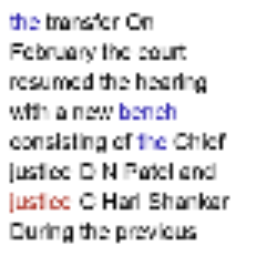 the transfer On
February the court
resumed the hearing
with a new bench
consisting of the Chief
justice D N Patel and
justice C Hari Shankar
During the previous